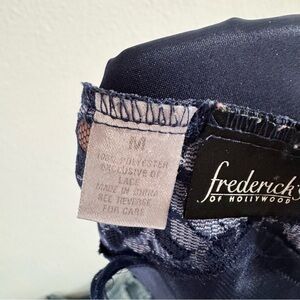 M
100% POLYESTER
EXCLUSIVE OF
LACE
MADE IN CHINA
SEE REVERSE
FOR CARE
frederick's
OF HOLLYWOOD